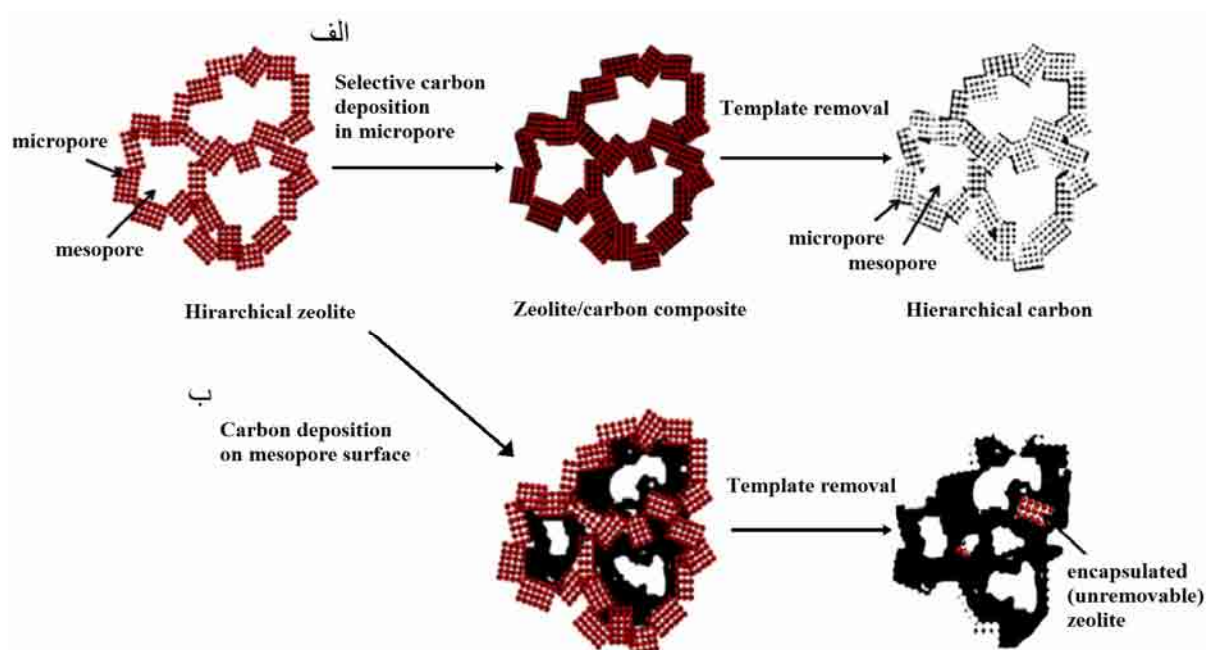 الف
Selective carbon
deposition
in micropore
Template removal
micropore
mesopore
micropore
mesopore
Hirarchical zeolite
Zeolite/carbon composite
Hierarchical carbon
ب
Carbon deposition
on mesopore surface
Template removal
encapsulated
(unremovable)
zeolite